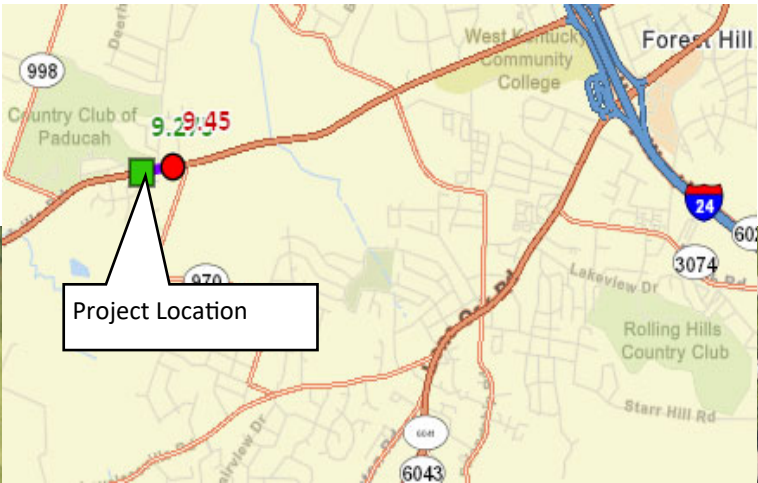 West Kentucky
Community
College
Forest Hill
998
Country Club of
Paducah
9.45
24
3074
Lakeview Dr
970
Project Location
Rolling Hills
Country Club
Starr Hill Rd
6041
6043